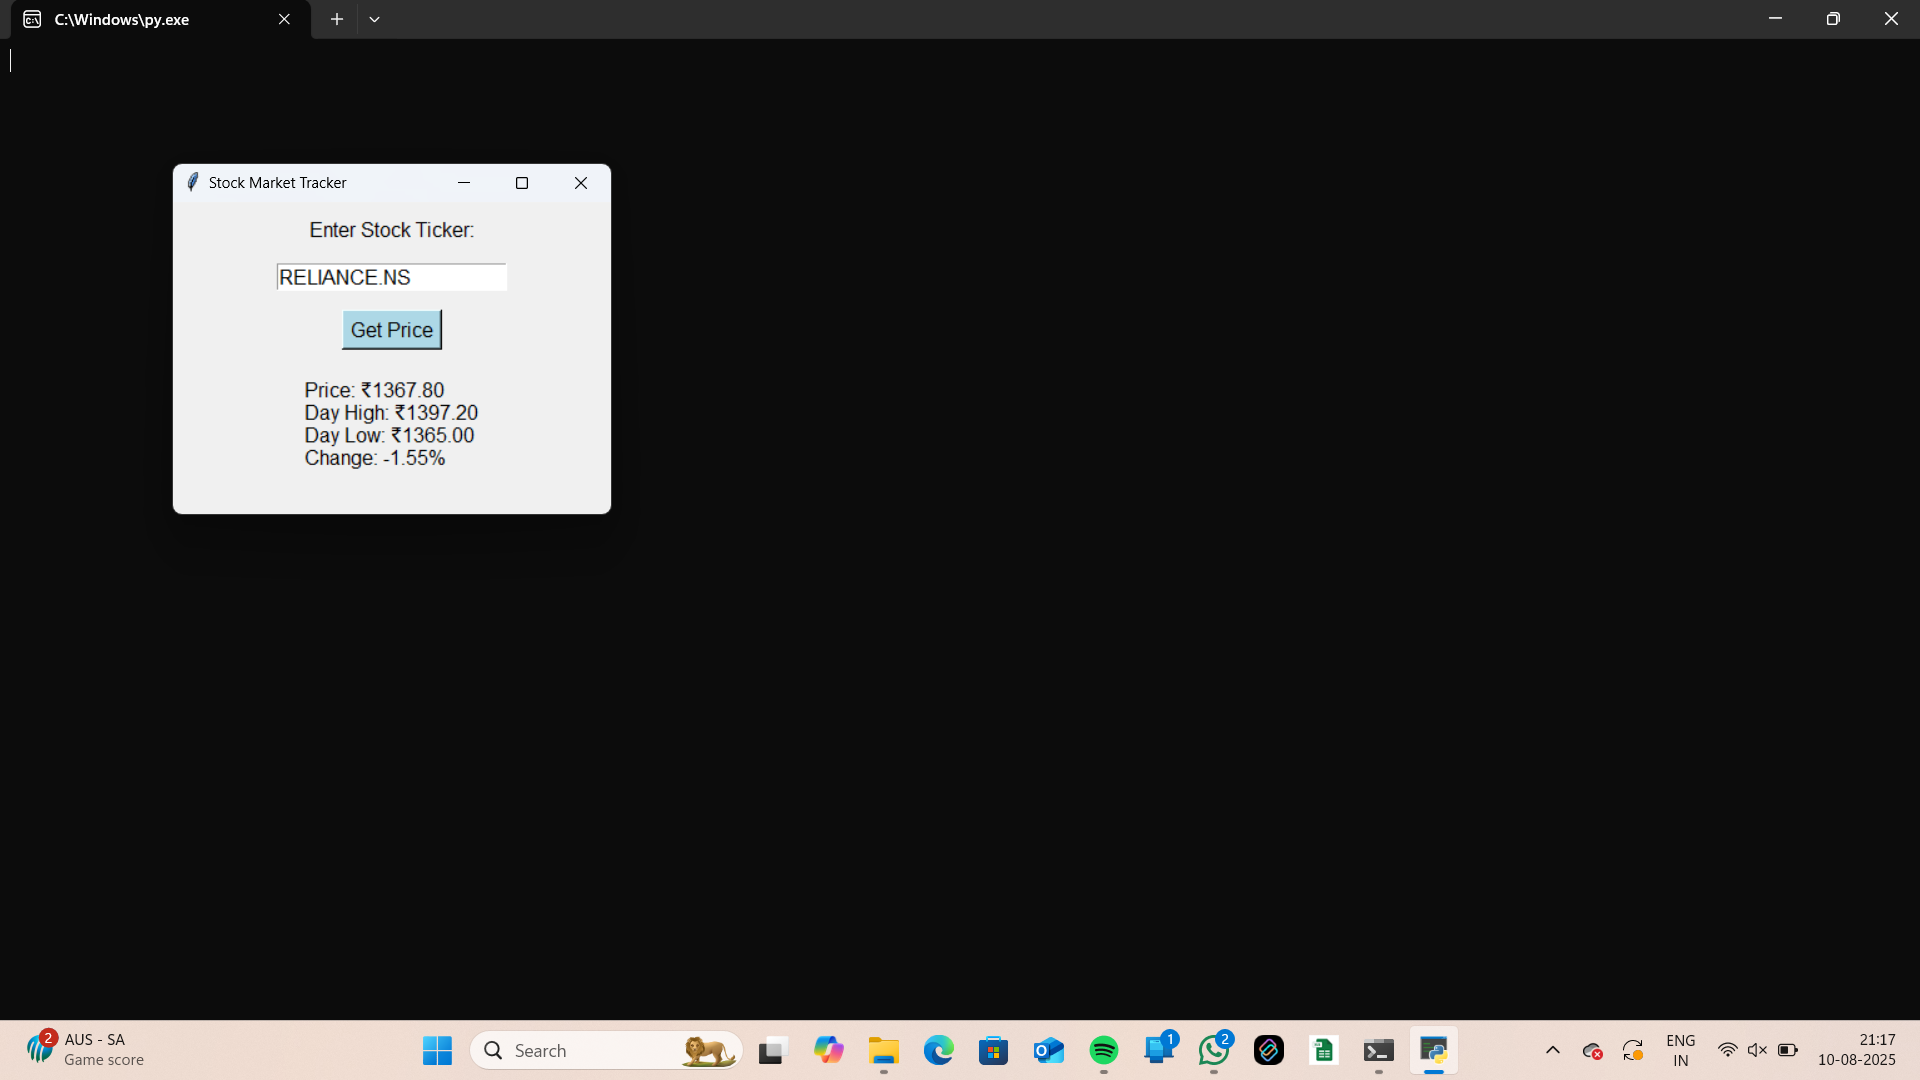 C:\Windows\py.exe
Stock Market Tracker
Enter Stock Ticker:
RELIANCE.NS
Get Price
Price: ₹1367.80
Day High: ₹1397.20
Day Low: ₹1365.00
Change: -1.55%
2
AUS - SA
Game score
Search
1
2
ENG
IN
21:17
10-08-2025